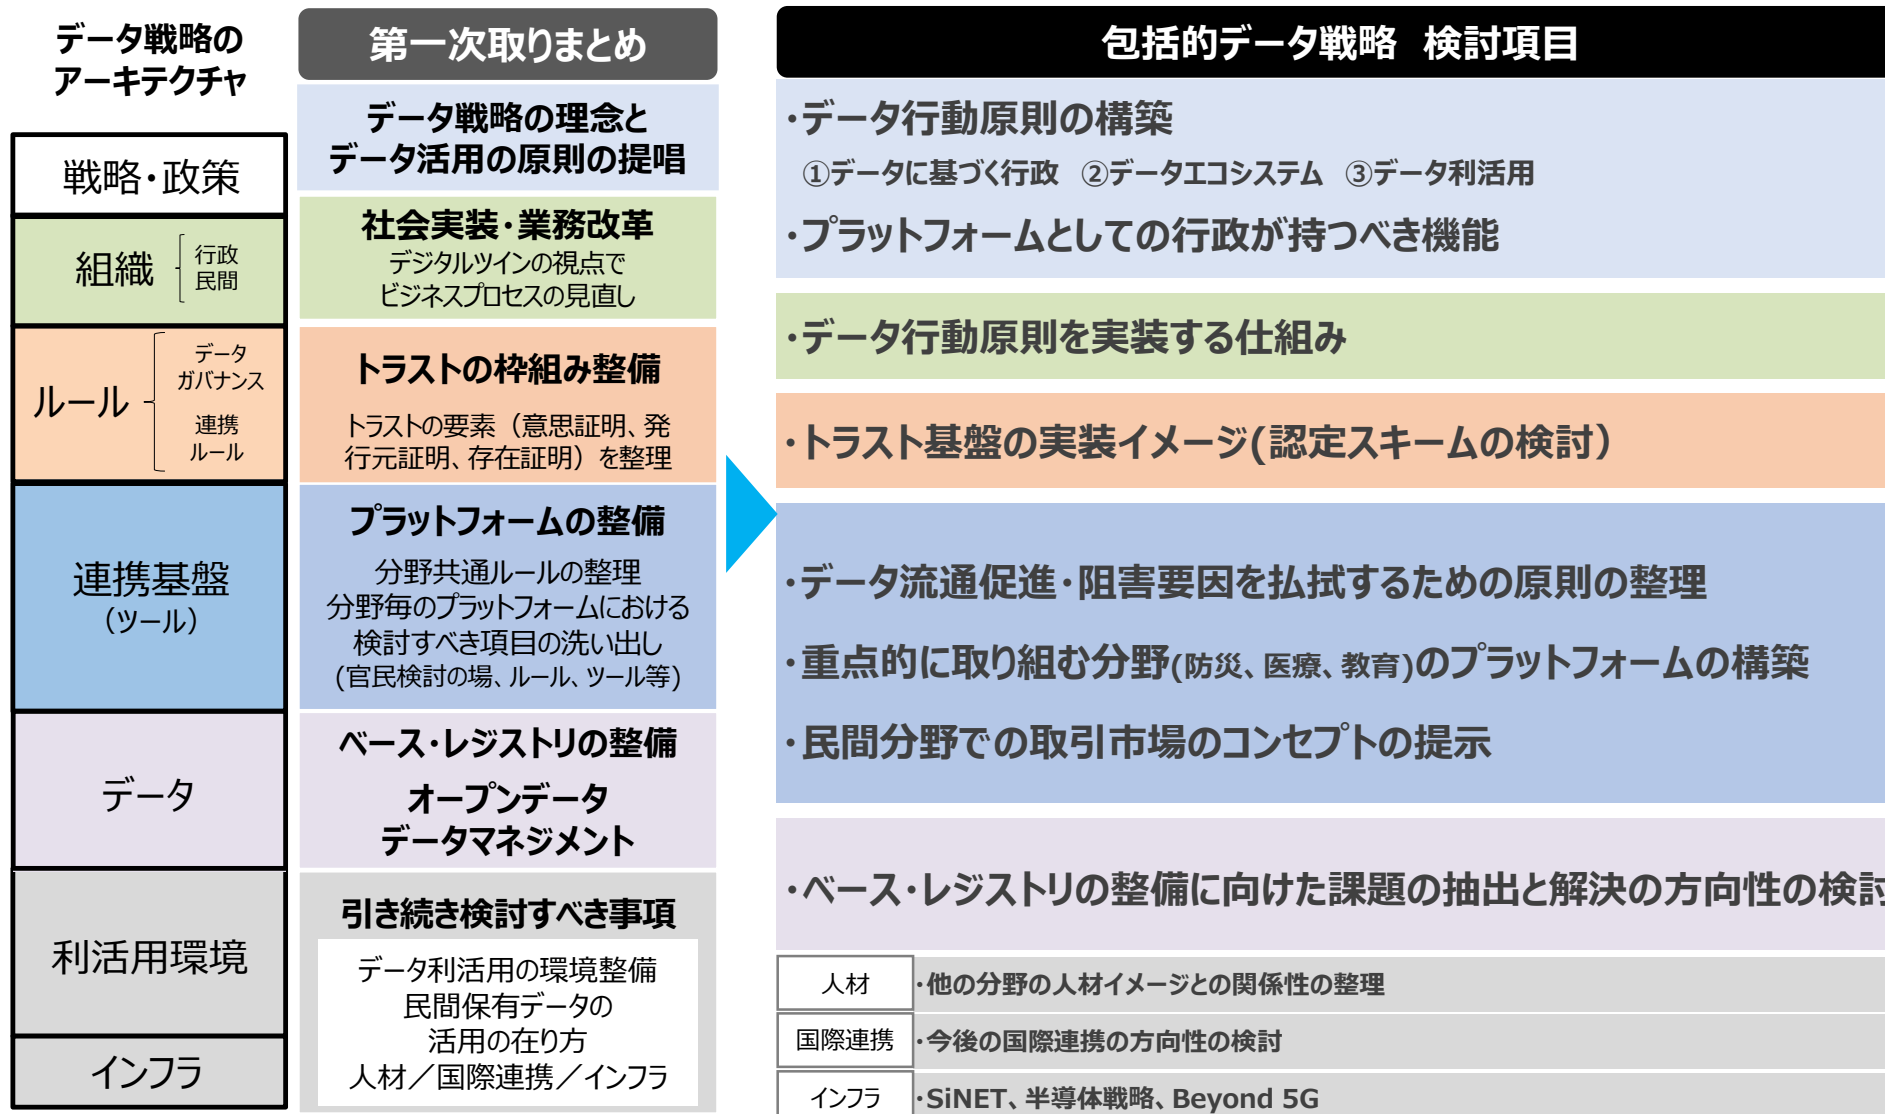 データ戦略の
アーキテクチャ
戦略・政策
組織
行政
民間
ルール
データ
ガバナンス
連携
ルール
連携基盤
（ツール）
データ
利活用環境
インフラ
第一次取りまとめ
データ戦略の理念と
データ活用の原則の提唱
社会実装・業務改革
デジタルツインの視点で
ビジネスプロセスの見直し
トラストの枠組み整備
トラストの要素（意思証明、発
行元証明、存在証明）を整理
プラットフォームの整備
分野共通ルールの整理
分野毎のプラットフォームにおける
検討すべき項目の洗い出し
(官民検討の場、ルール、ツール等)
ベース・レジストリの整備
オープンデータ
データマネジメント
引き続き検討すべき事項
データ利活用の環境整備
民間保有データの
活用の在り方
人材／国際連携／インフラ
包括的データ戦略 検討項目
・データ行動原則の構築
①データに基づく行政 ②データエコシステム ③データ利活用
・プラットフォームとしての行政が持つべき機能
・データ行動原則を実装する仕組み
・トラスト基盤の実装イメージ(認定スキームの検討）
・データ流通促進・阻害要因を払拭するための原則の整理
・重点的に取り組む分野(防災、医療、教育)のプラットフォームの構築
・民間分野での取引市場のコンセプトの提示
・ベース・レジストリの整備に向けた課題の抽出と解決の方向性の検討
人材 ・他の分野の人材イメージとの関係性の整理
国際連携 ・今後の国際連携の方向性の検討
インフラ ・SiNET、半導体戦略、Beyond 5G